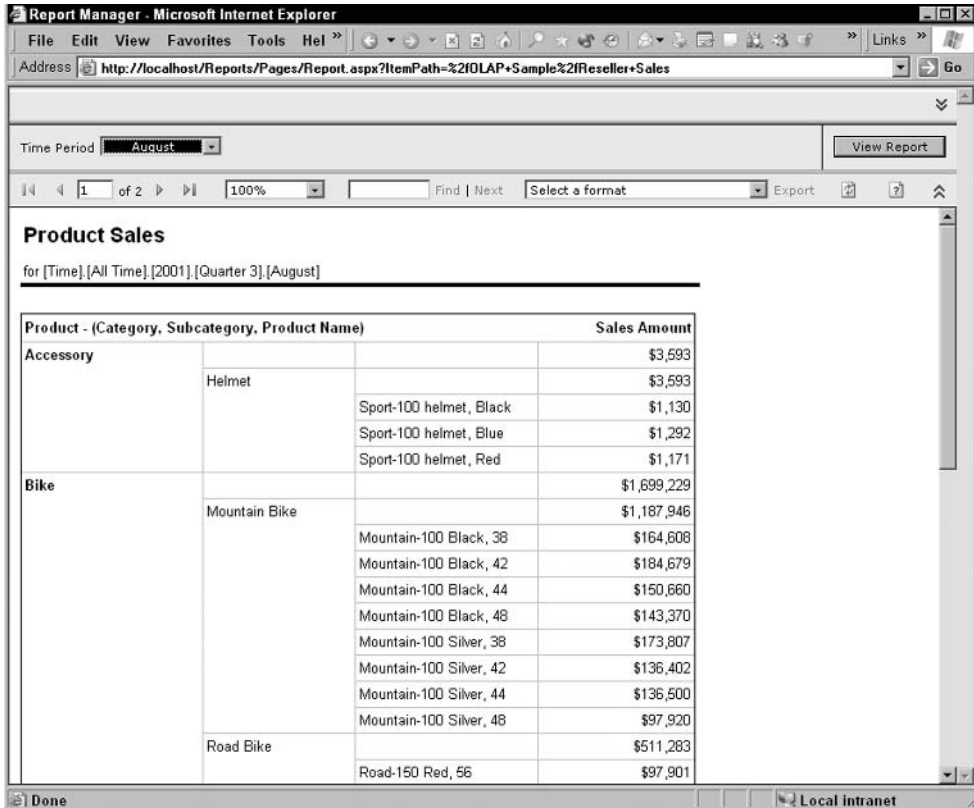 Report Manager - Microsoft Internet Explorer
File Edit View Favorites Tools Hel » » Links »
Address http://localhost/Reports/Pages/Report.aspx?ItemPath=%2fOLAP+Sample%2fReseller+Sales Go
Time Period August View Report
1 of 2 100% Find | Next Select a format Export
Product Sales
for [Time].[All Time].[2001].[Quarter 3].[August]
Product - (Category, Subcategory, Product Name) Sales Amount
Accessory $3,593
Helmet $3,593
Sport-100 helmet, Black $1,130
Sport-100 helmet, Blue $1,292
Sport-100 helmet, Red $1,171
Bike $1,699,229
Mountain Bike $1,187,946
Mountain-100 Black, 38 $164,608
Mountain-100 Black, 42 $184,679
Mountain-100 Black, 44 $150,660
Mountain-100 Black, 48 $143,370
Mountain-100 Silver, 38 $173,807
Mountain-100 Silver, 42 $136,402
Mountain-100 Silver, 44 $136,500
Mountain-100 Silver, 48 $97,920
Road Bike $511,283
Road-150 Red, 56 $97,901
Done Local intranet